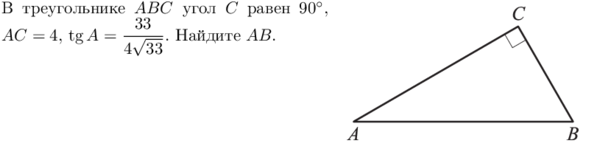 В треугольнике ABC угол C равен 90°,
AC = 4, tg A = 33/(4√33). Найдите AB.
C
A
B